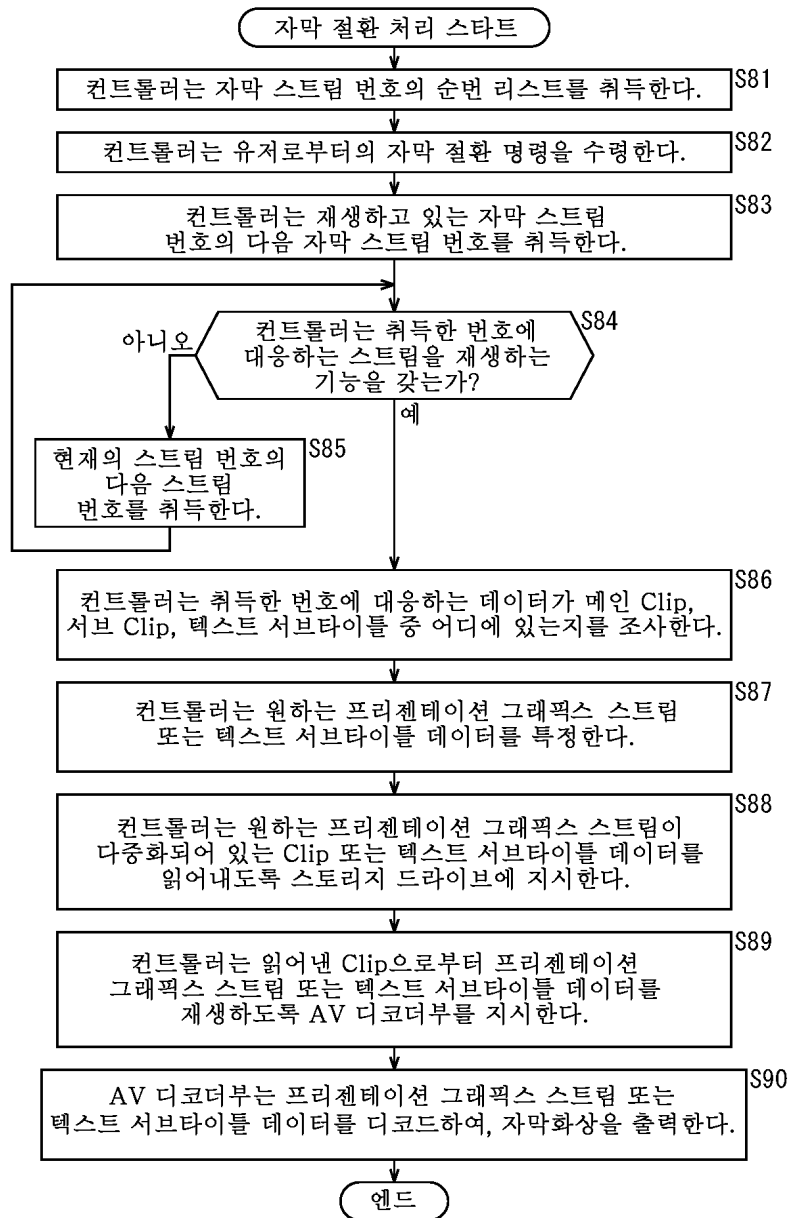 자막 절환 처리 스타트
컨트롤러는 자막 스트림 번호의 순번 리스트를 취득한다.
S81
컨트롤러는 유저로부터의 자막 절환 명령을 수령한다.
S82
컨트롤러는 재생하고 있는 자막 스트림
번호의 다음 자막 스트림 번호를 취득한다.
S83
컨트롤러는 취득한 번호에
대응하는 스트림을 재생하는
기능을 갖는가?
S84
아니오
예
현재의 스트림 번호의
다음 스트림
번호를 취득한다.
S85
컨트롤러는 취득한 번호에 대응하는 데이터가 메인 Clip,
서브 Clip, 텍스트 서브타이틀 중 어디에 있는지를 조사한다.
S86
컨트롤러는 원하는 프리젠테이션 그래픽스 스트림
또는 텍스트 서브타이틀 데이터를 특정한다.
S87
컨트롤러는 원하는 프리젠테이션 그래픽스 스트림이
다중화되어 있는 Clip 또는 텍스트 서브타이틀 데이터를
읽어내도록 스토리지 드라이브에 지시한다.
S88
컨트롤러는 읽어낸 Clip으로부터 프리젠테이션
그래픽스 스트림 또는 텍스트 서브타이틀 데이터를
재생하도록 AV 디코더부를 지시한다.
S89
AV 디코더부는 프리젠테이션 그래픽스 스트림 또는
텍스트 서브타이틀 데이터를 디코드하여, 자막화상을 출력한다.
S90
엔드